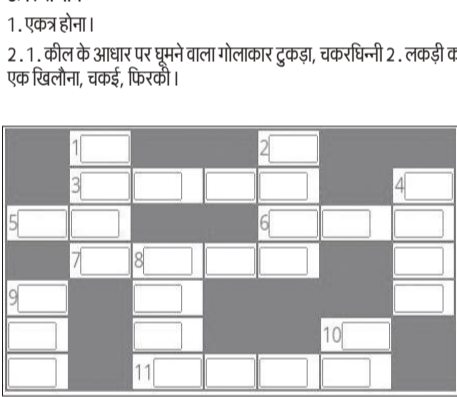 1. एकत्र होना।
2.1. कील के आधार पर घूमने वाला गोलाकार टुकड़ा, चकरघिन्नी 2. लकड़ी
एक खिलौना, चकई, फिरकी।
1 2
3 4
5 6
7 8
9
10
11